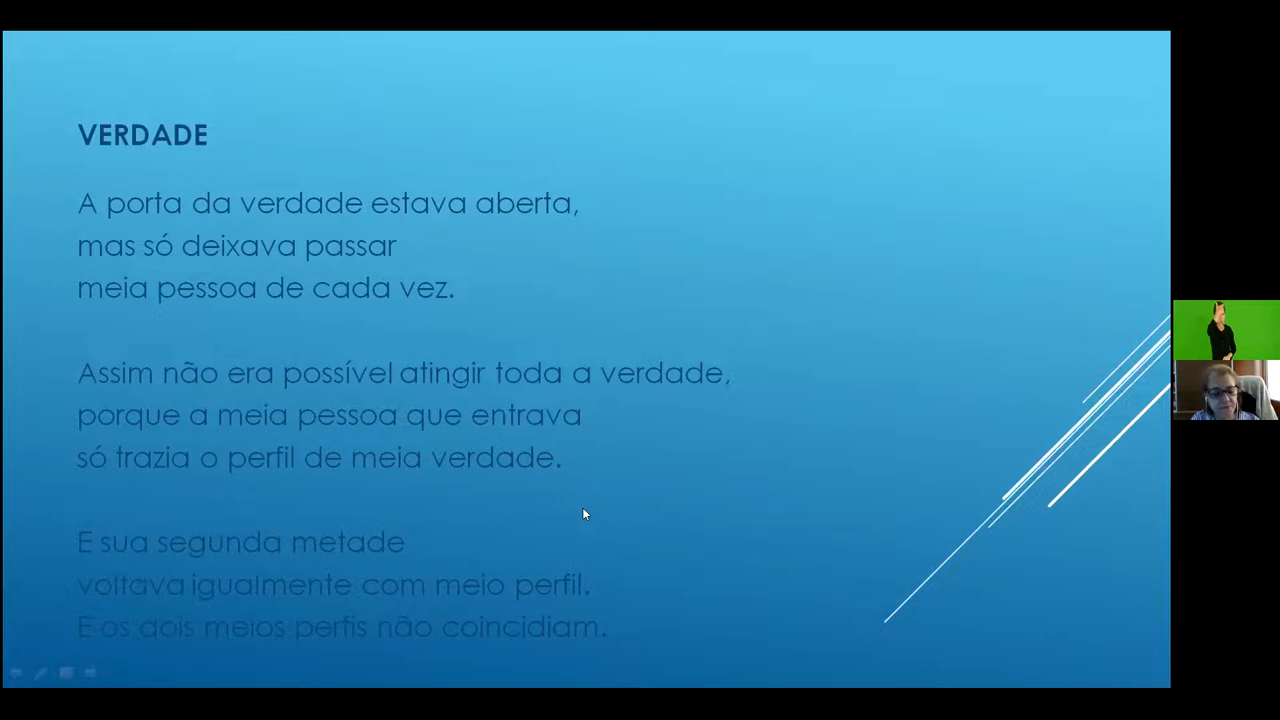 VERDADE
A porta da verdade estava aberta,
mas só deixava passar
meia pessoa de cada vez.
Assim não era possível atingir toda a verdade,
porque a meia pessoa que entrava
só trazia o perfil de meia verdade.
E sua segunda metade
voltava igualmente com meio perfil.
E os dois meios perfis não coincidiam.